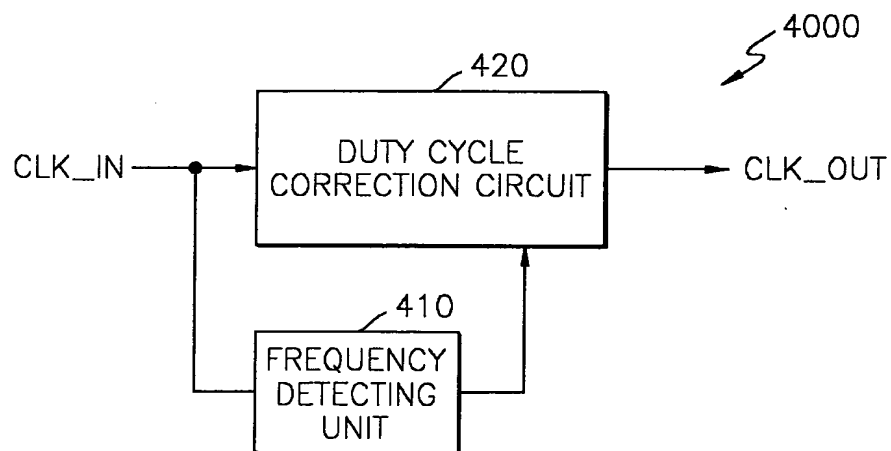 4000
420
CLK_IN
DUTY CYCLE
CORRECTION CIRCUIT
CLK_OUT
410
FREQUENCY
DETECTING
UNIT